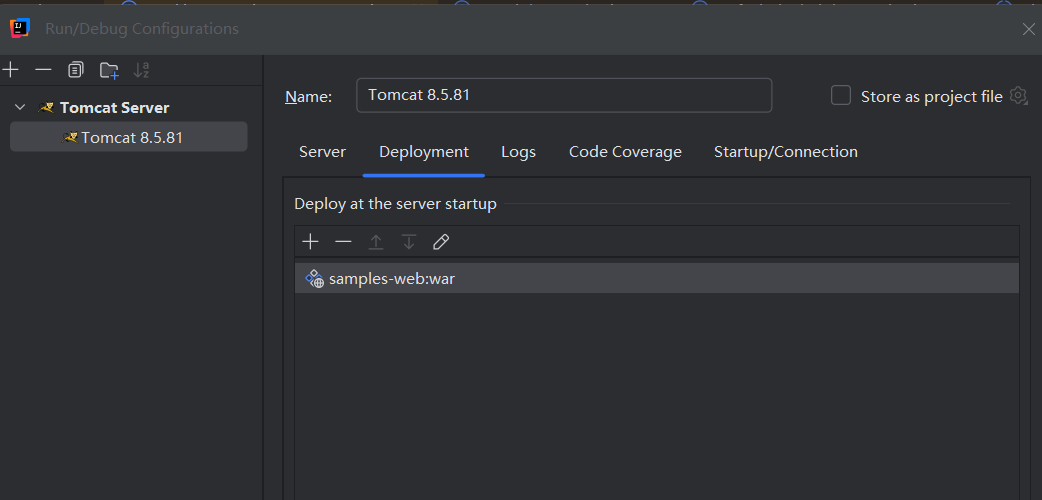 Run/Debug Configurations
Tomcat Server
Tomcat 8.5.81
Name:
Tomcat 8.5.81
Store as project file
Server Deployment Logs Code Coverage Startup/Connection
Deploy at the server startup
samples-web:war